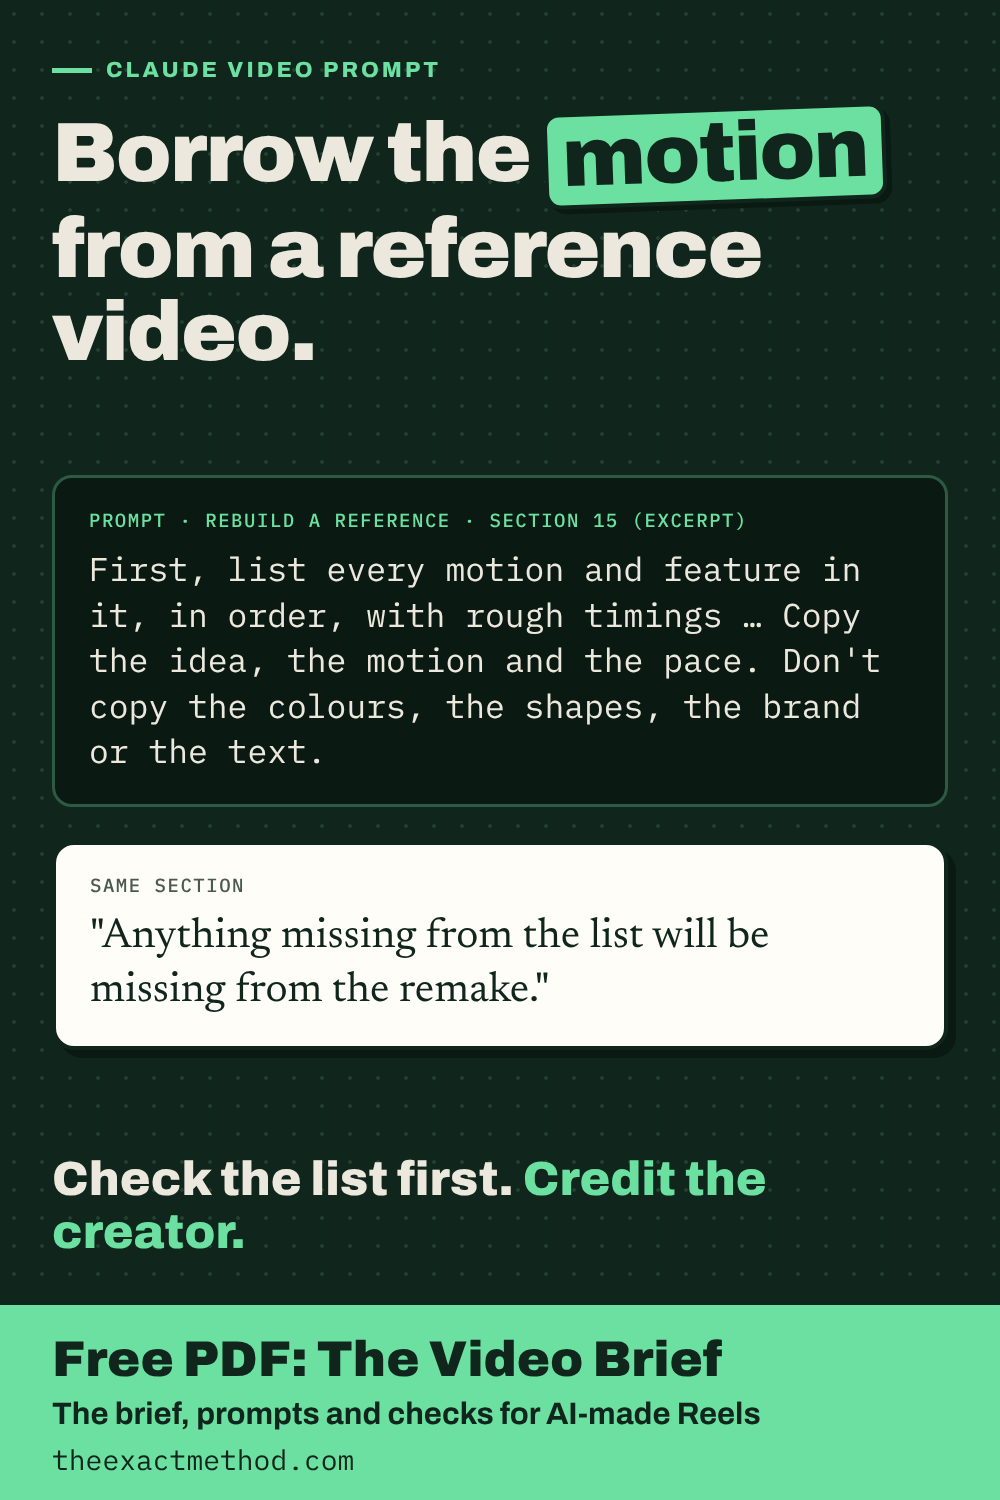 CLAUDE VIDEO PROMPT
Borrow the motion
from a reference
video.
PROMPT · REBUILD A REFERENCE · SECTION 15 (EXCERPT)
First, list every motion and feature in
it, in order, with rough timings … Copy
the idea, the motion and the pace. Don't
copy the colours, the shapes, the brand
or the text.
SAME SECTION
"Anything missing from the list will be
missing from the remake."
Check the list first. Credit the
creator.
Free PDF: The Video Brief
The brief, prompts and checks for AI-made Reels
theexactmethod.com